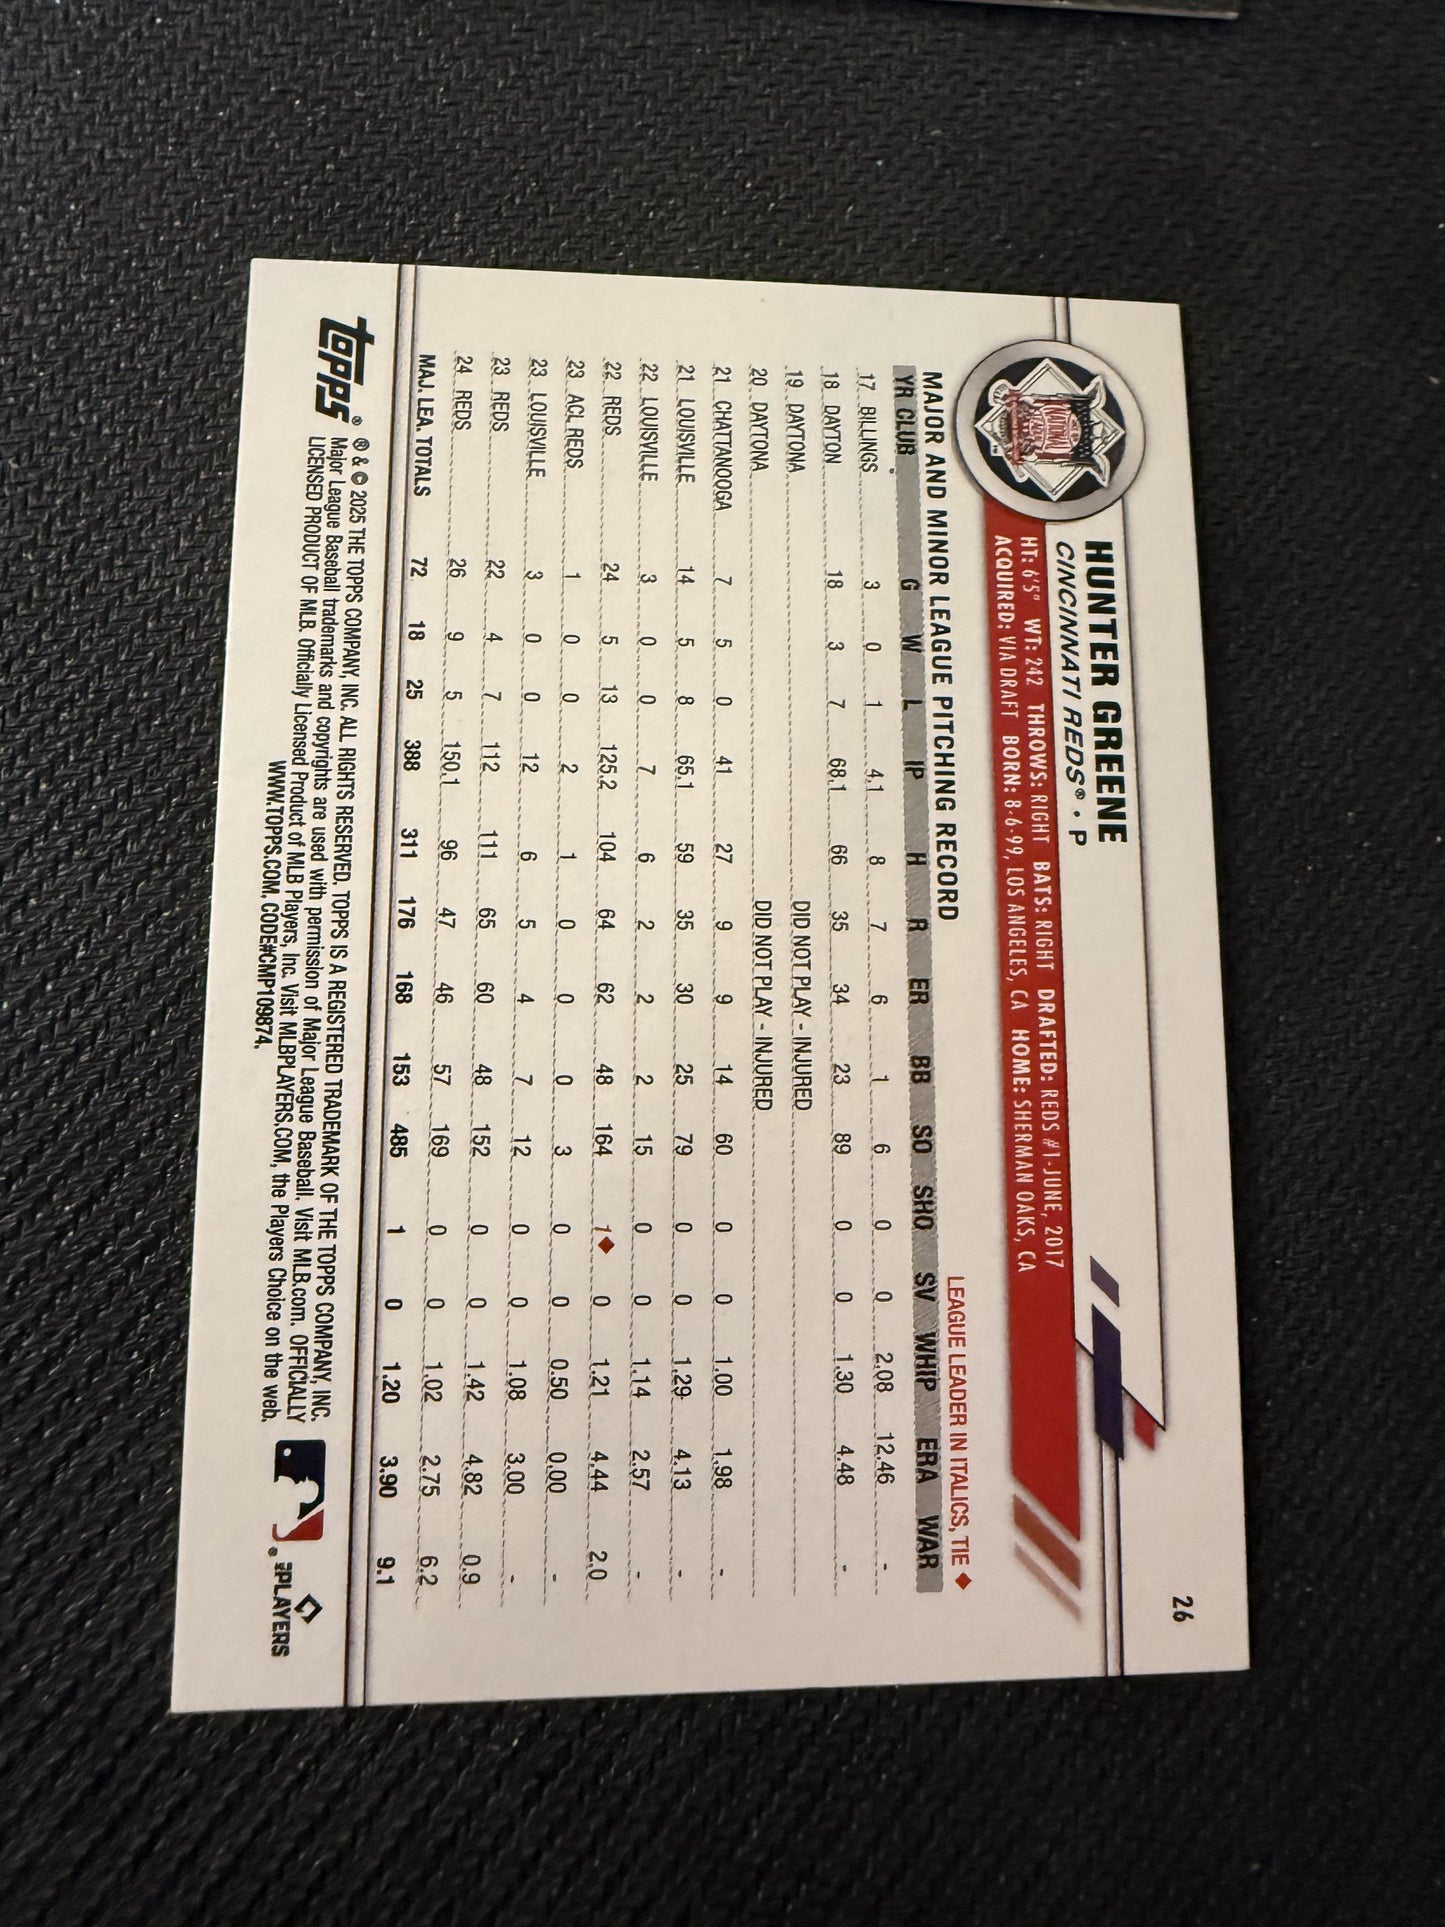 26
HUNTER GREENE
CINCINNATI REDS® • P
HT: 6'5" WT: 242 THROWS: RIGHT BATS: RIGHT DRAFTED: REDS #1-JUNE, 2017
ACQUIRED: VIA DRAFT BORN: 8-6-99, LOS ANGELES, CA HOME: SHERMAN OAKS, CA
MAJOR AND MINOR LEAGUE PITCHING RECORD LEAGUE LEADER IN ITALICS, TIE ◆
YR CLUB G W L IP H R ER BB SO SHO SV WHIP ERA WAR
17 BILLINGS 3 0 1 4.1 8 7 6 1 6 0 0 2.08 12.46 -
18 DAYTON 18 3 7 68.1 66 35 34 23 89 0 0 1.30 4.48 -
19 DAYTONA DID NOT PLAY - INJURED
20 DAYTONA DID NOT PLAY - INJURED
21 CHATTANOOGA 7 5 0 41 27 9 9 14 60 0 0 1.00 1.98 -
21 LOUISVILLE 14 5 8 65.1 59 35 30 25 79 0 0 1.29 4.13 -
22 LOUISVILLE 3 0 0 7 6 2 2 2 15 0 0 1.14 2.57 -
22 REDS 24 5 13 125.2 104 64 62 48 164 1◆ 0 1.21 4.44 2.0
23 ACL REDS 1 0 0 2 1 0 0 0 3 0 0 0.50 0.00 -
23 LOUISVILLE 3 0 0 12 6 5 4 7 12 0 0 1.08 3.00 -
23 REDS 22 4 7 112 111 65 60 48 152 0 0 1.42 4.82 0.9
24 REDS 26 9 5 150.1 96 47 46 57 169 0 0 1.02 2.75 6.2
MAJ. LEA. TOTALS 72 18 25 388 311 176 168 153 485 1 0 1.20 3.90 9.1
topps®
® & © 2025 THE TOPPS COMPANY, INC. ALL RIGHTS RESERVED. TOPPS IS A REGISTERED TRADEMARK OF THE TOPPS COMPANY, INC.
Major League Baseball trademarks and copyrights are used with permission of Major League Baseball. Visit MLB.com. OFFICIALLY
LICENSED PRODUCT OF MLB. Officially Licensed Product of MLB Players, Inc. Visit MLBPLAYERS.COM, the Players Choice on the web.
WWW.TOPPS.COM. CODE#CMP109874.
PLAYERS